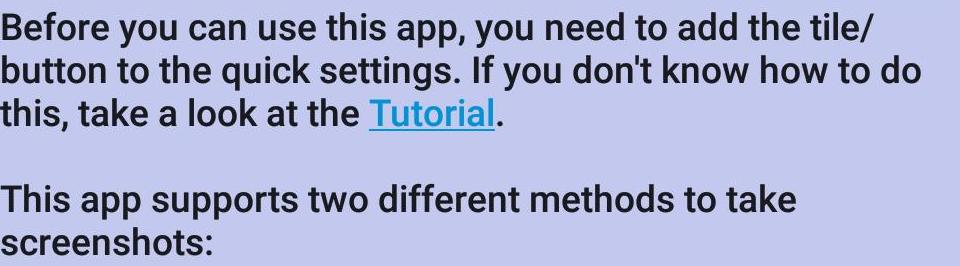 Before you can use this app, you need to add the tile/
button to the quick settings. If you don't know how to do
this, take a look at the Tutorial.
This app supports two different methods to take
screenshots: